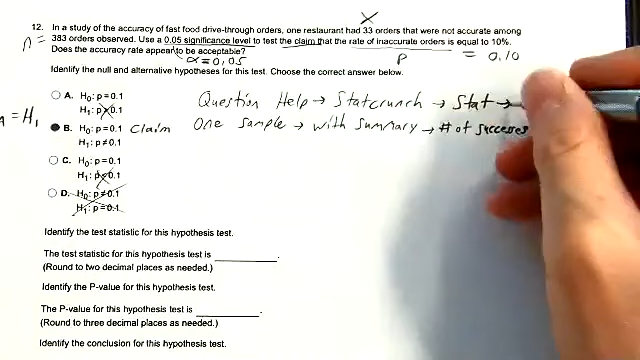 x
12. In a study of the accuracy of fast food drive-through orders, one restaurant had 33 orders that were not accurate among
n = 383 orders observed. Use a 0.05 significance level to test the claim that the rate of inaccurate orders is equal to 10%.
Does the accuracy rate appear to be acceptable? α = 0.05 p = 0.10
Identify the null and alternative hypotheses for this test. Choose the correct answer below.
A. H₀: p = 0.1
H₁: p 0.1
Question Help → Statcrunch → Stat →
= H₁
B. H₀: p = 0.1 Claim
H₁: p ≠ 0.1
One sample → with summary → # of successes
C. H₀: p = 0.1
H₁: p 0.1
D. H₀: p ≠ 0.1
H₁: p = 0.1
Identify the test statistic for this hypothesis test.
The test statistic for this hypothesis test is ________.
(Round to two decimal places as needed.)
Identify the P-value for this hypothesis test.
The P-value for this hypothesis test is ________.
(Round to three decimal places as needed.)
Identify the conclusion for this hypothesis test.